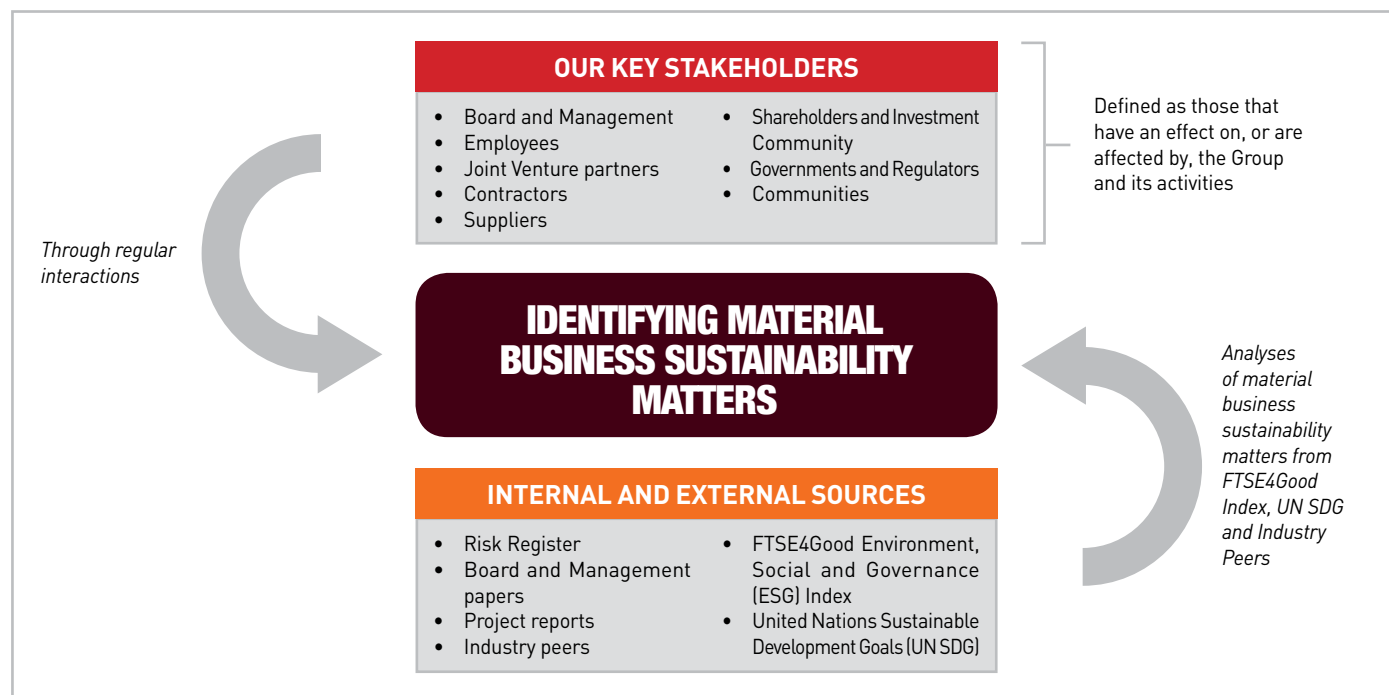 OUR KEY STAKEHOLDERS
• Board and Management
• Employees
• Joint Venture partners
• Contractors
• Suppliers
• Shareholders and Investment
Community
• Governments and Regulators
• Communities
Defined as those that
have an effect on, or are
affected by, the Group
and its activities
Through regular
interactions
IDENTIFYING MATERIAL
BUSINESS SUSTAINABILITY
MATTERS
Analyses
of material
business
sustainability
matters from
FTSE4Good
Index, UN SDG
and Industry
Peers
INTERNAL AND EXTERNAL SOURCES
• Risk Register
• Board and Management
papers
• Project reports
• Industry peers
• FTSE4Good Environment,
Social and Governance
(ESG) Index
• United Nations Sustainable
Development Goals (UN SDG)